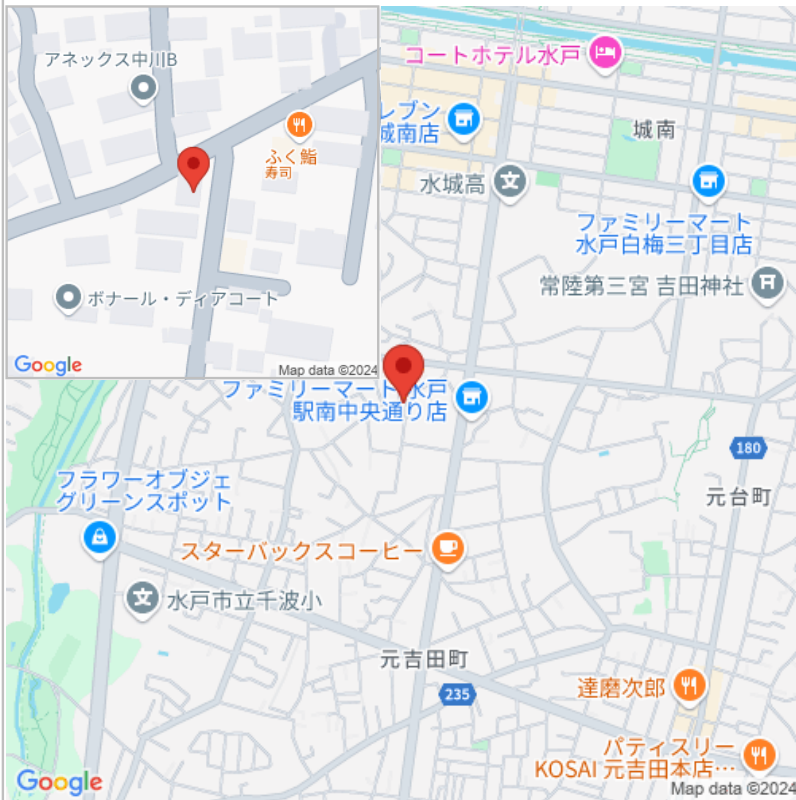 アネックス中川B
ふく鮨
寿司
ボナール・ディアコート
Google
Map data ©2024
コートホテル水戸
レブン
城南店
城南
水城高
ファミリーマート
水戸白梅三丁目店
常陸第三宮 吉田神社
ファミリーマート 水戸
駅南中央通り店
180
元台町
フラワーオブジェ
グリーンスポット
スターバックスコーヒー
水戸市立千波小
元吉田町
235
達磨次郎
パティスリー
KOSAI 元吉田本店…
Google
Map data ©2024